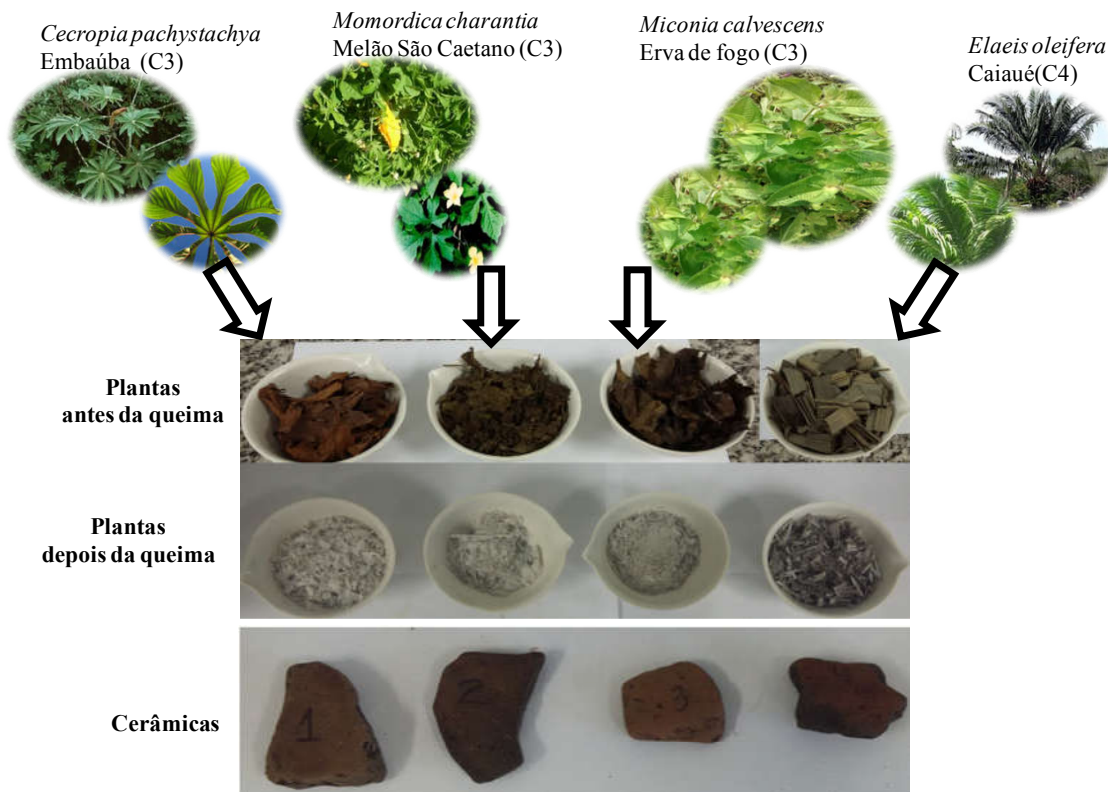 Cecropia pachystachya
Embaúba (C3)
Momordica charantia
Melão São Caetano (C3)
Miconia calvescens
Erva de fogo (C3)
Elaeis oleifera
Caiaué(C4)
Plantas
antes da queima
Plantas
depois da queima
Cerâmicas
1
2
3